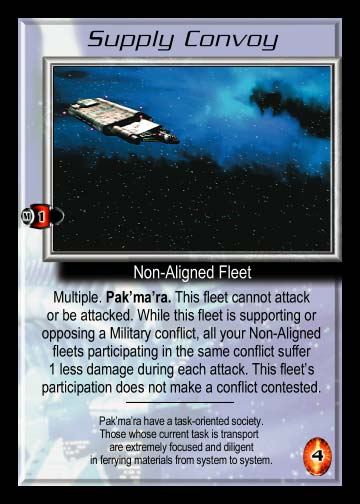 Supply Convoy
M 1
Non-Aligned Fleet
Multiple. Pak'ma'ra. This fleet cannot attack
or be attacked. While this fleet is supporting or
opposing a Military conflict, all your Non-Aligned
fleets participating in the same conflict suffer
1 less damage during each attack. This fleet's
participation does not make a conflict contested.
Pak'ma'ra have a task-oriented society.
Those whose current task is transport
are extremely focused and diligent
in ferrying materials from system to system.
4